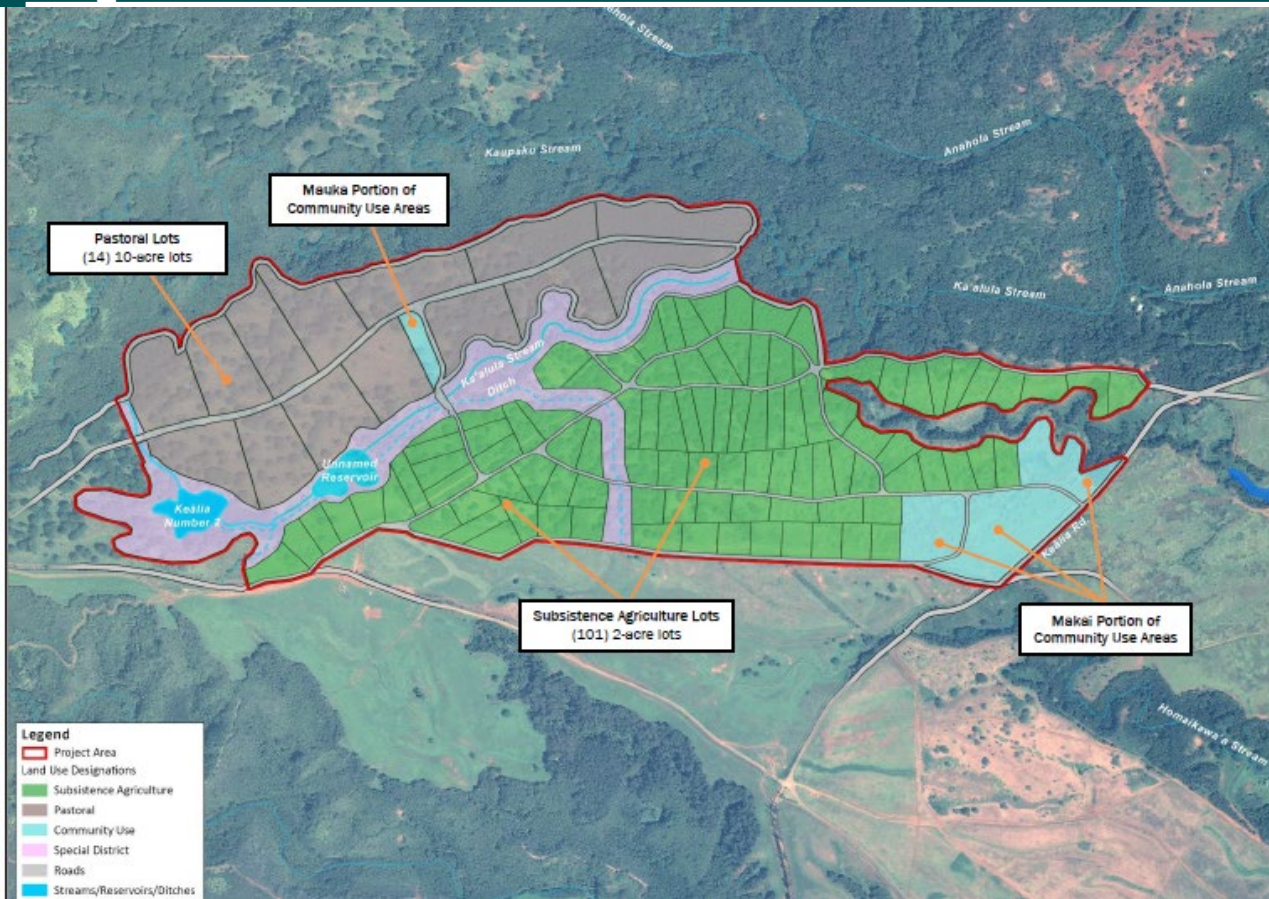 Anahola Stream
Kaupaku Stream
Anahola Stream
Mauka Portion of
Community Use Areas
Pastoral Lots
(14) 10-acre lots
Ka'alula Stream
Anahola Stream
Ka'alula Stream
Ditch
Unnamed
Reservoir
Keālia
Number 2
Keālia Rd
Subsistence Agriculture Lots
(101) 2-acre lots
Makai Portion of
Community Use Areas
Homaikawa'a Stream
Legend
Project Area
Land Use Designations
Subsistence Agriculture
Pastoral
Community Use
Special District
Roads
Streams/Reservoirs/Ditches